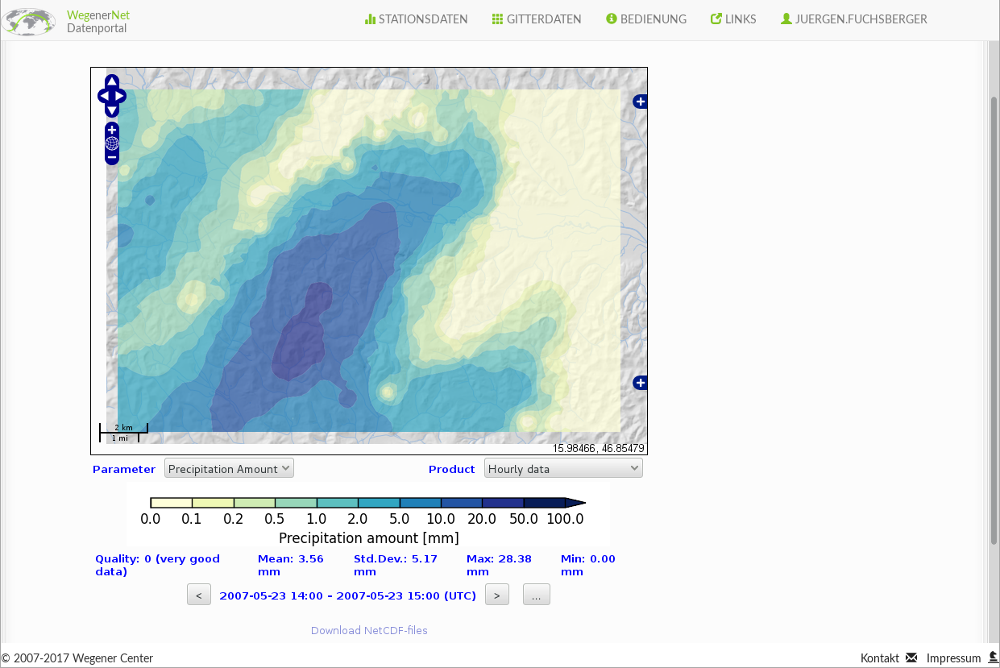 WegenerNet
Datenportal
STATIONSDATEN GITTERDATEN BEDIENUNG LINKS JUERGEN.FUCHSBERGER
2 km
1 mi
15.98466, 46.85479
Parameter Precipitation Amount Product Hourly data
0.0 0.1 0.2 0.5 1.0 2.0 5.0 10.0 20.0 50.0 100.0
Precipitation amount [mm]
Quality: 0 (very good data) Mean: 3.56 mm Std.Dev.: 5.17 mm Max: 28.38 mm Min: 0.00 mm
< 2007-05-23 14:00 – 2007-05-23 15:00 (UTC) > ...
Download NetCDF-files
© 2007-2017 Wegener Center Kontakt Impressum